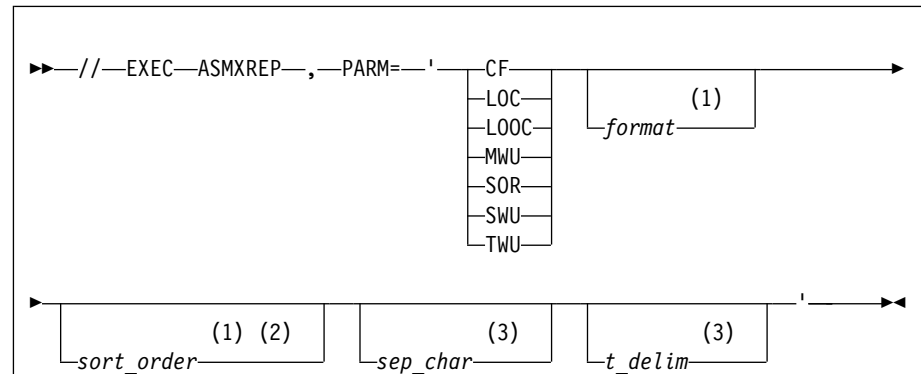 ▶▶—//—EXEC—ASMXREP—,—PARM=—'—CF—▶
LOC
LOOC
MWU
SOR
SWU
TWU
(1)
format
▶—'—▶◀
(1) (2)
sort_order
(3)
sep_char
(3)
t_delim